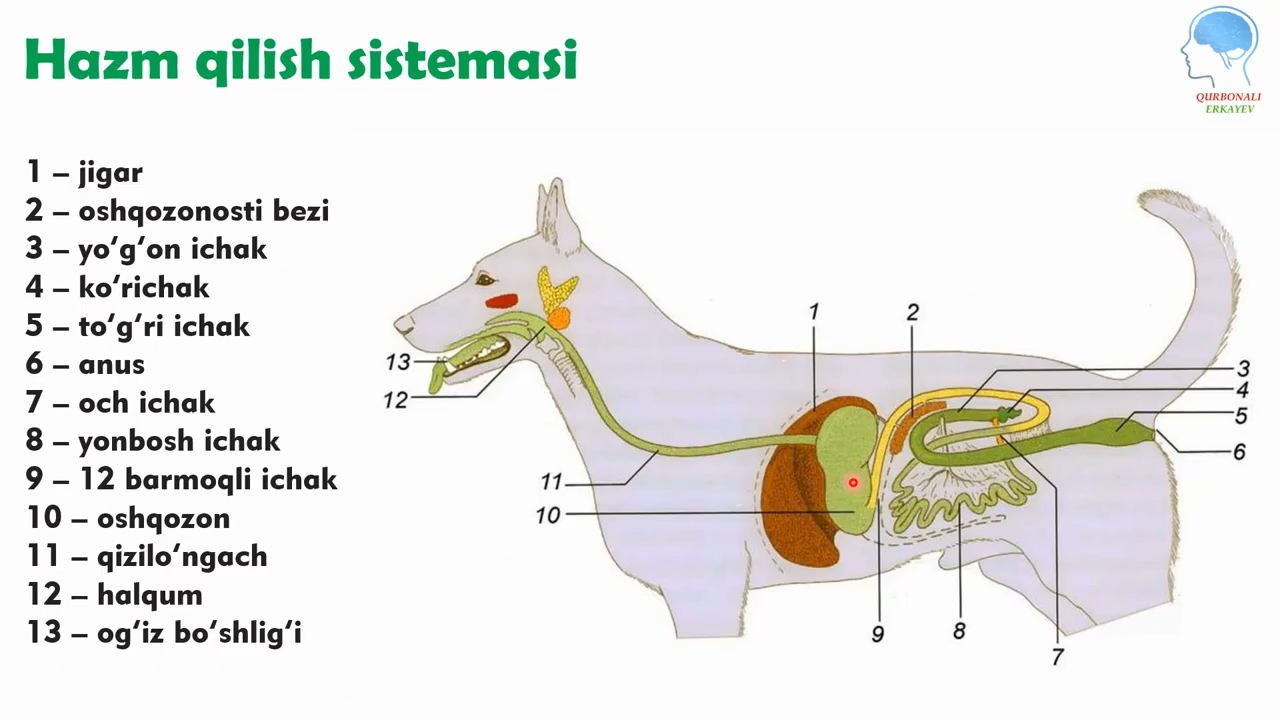 Hazm qilish sistemasi
QURBONALI
ERKAYEV
1 – jigar
2 – oshqozonosti bezi
3 – yo‘g‘on ichak
4 – ko‘richak
5 – to‘g‘ri ichak
6 – anus
7 – och ichak
8 – yonbosh ichak
9 – 12 barmoqli ichak
10 – oshqozon
11 – qizilo‘ngach
12 – halqum
13 – og‘iz bo‘shlig‘i
1
2
3
4
5
6
13
12
11
10
9
8
7